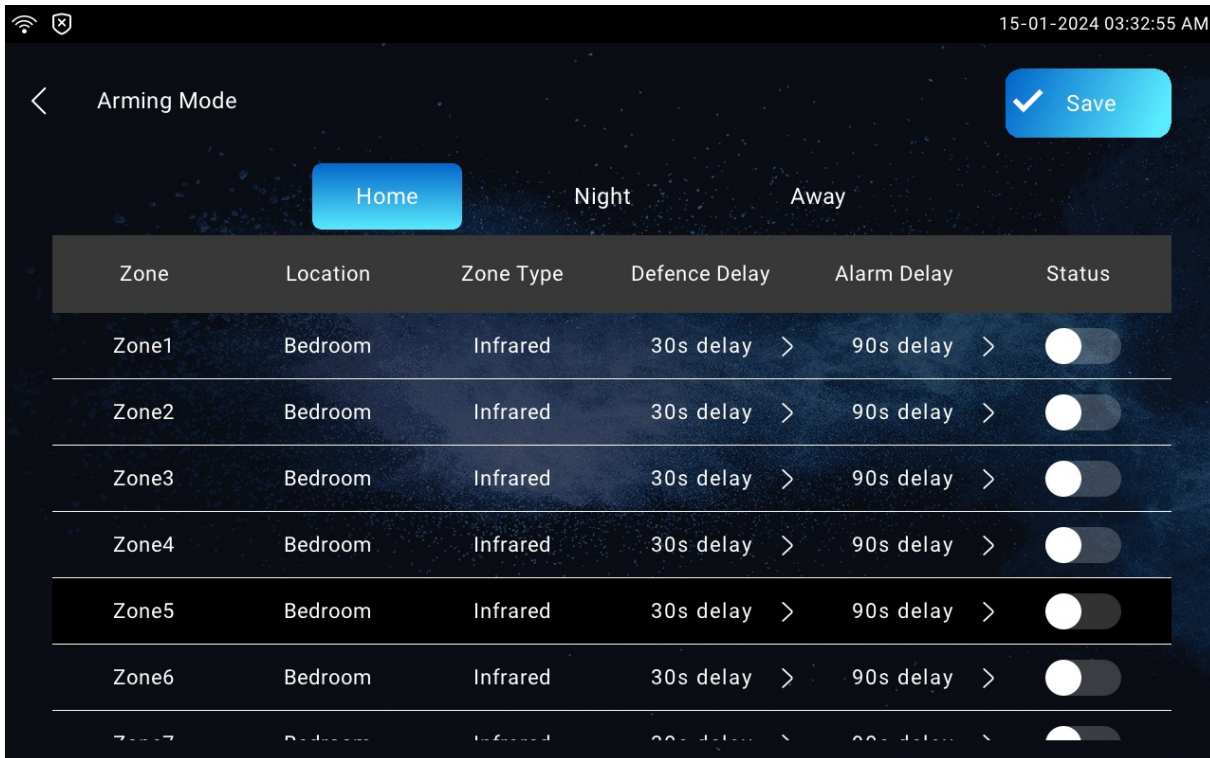 15-01-2024 03:32:55 AM
Arming Mode
Save
Home Night Away
Zone Location Zone Type Defence Delay Alarm Delay Status
Zone1 Bedroom Infrared 30s delay 90s delay
Zone2 Bedroom Infrared 30s delay 90s delay
Zone3 Bedroom Infrared 30s delay 90s delay
Zone4 Bedroom Infrared 30s delay 90s delay
Zone5 Bedroom Infrared 30s delay 90s delay
Zone6 Bedroom Infrared 30s delay 90s delay